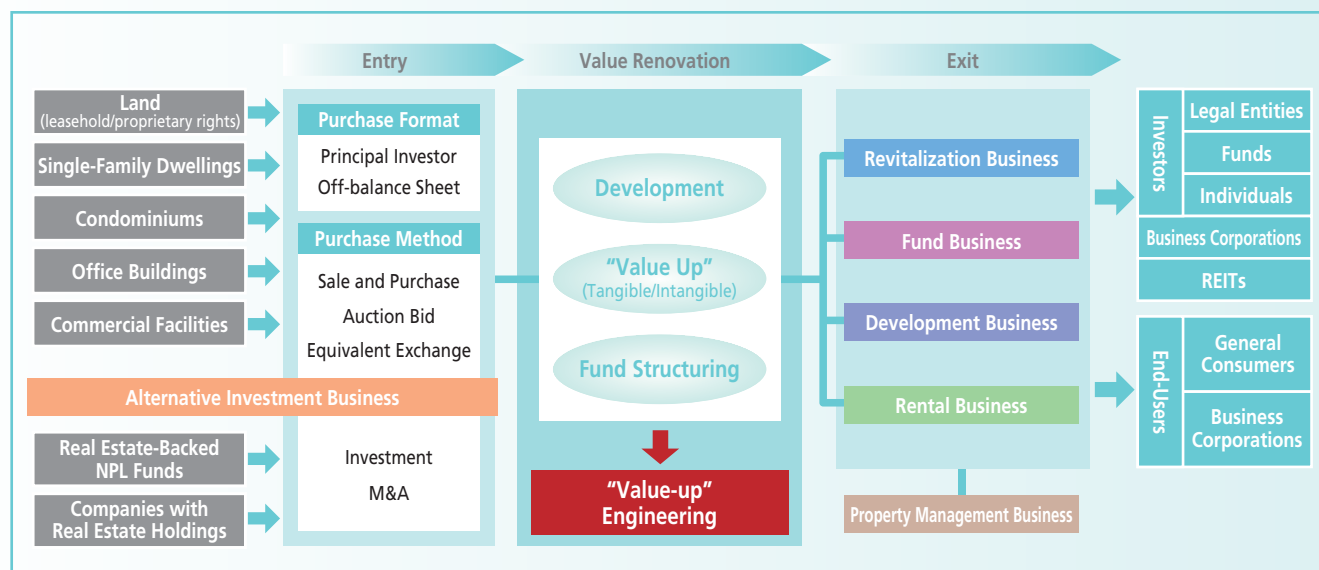 Entry
Value Renovation
Exit
Land
(leasehold/proprietary rights)
Single-Family Dwellings
Condominiums
Office Buildings
Commercial Facilities
Alternative Investment Business
Real Estate-Backed
NPL Funds
Companies with
Real Estate Holdings
Purchase Format
Principal Investor
Off-balance Sheet
Purchase Method
Sale and Purchase
Auction Bid
Equivalent Exchange
Investment
M&A
Development
“Value Up”
(Tangible/Intangible)
Fund Structuring
“Value-up”
Engineering
Revitalization Business
Fund Business
Development Business
Rental Business
Property Management Business
Investors
Legal Entities
Funds
Individuals
Business Corporations
REITs
End-Users
General
Consumers
Business
Corporations